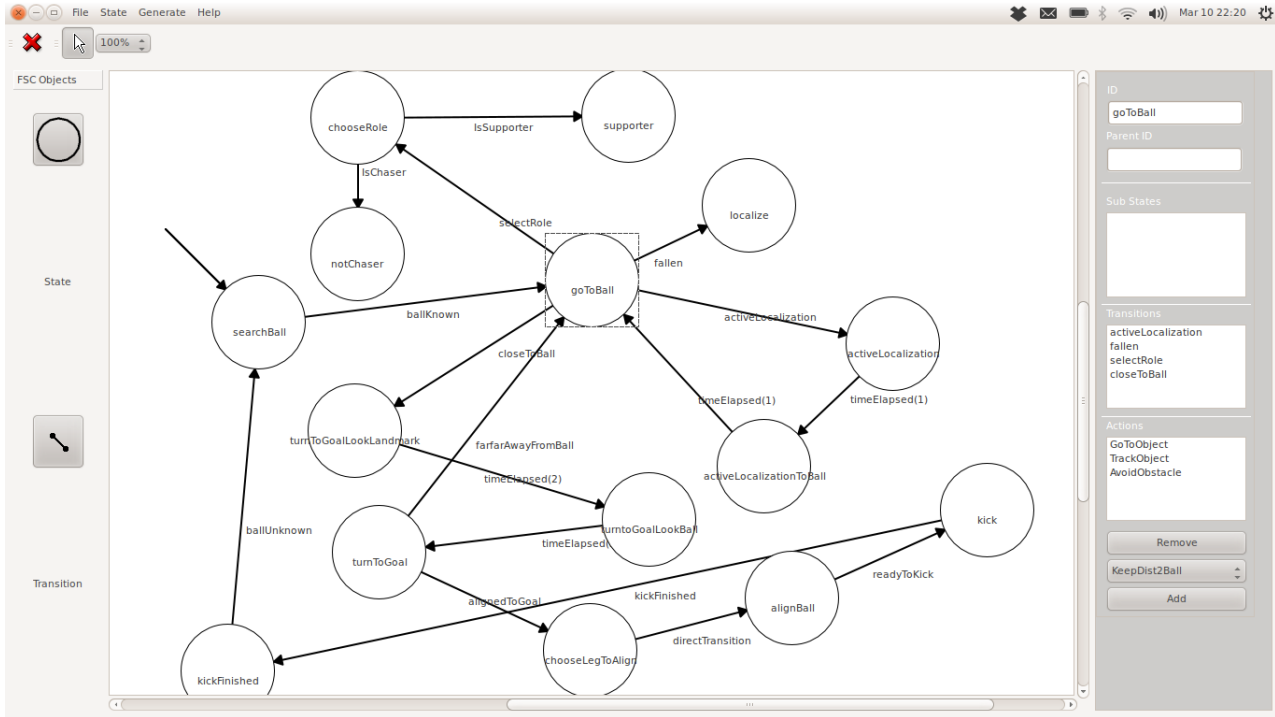 File State Generate Help
Mar 10 22:20
100%
FSC Objects
State
Transition
chooseRole
IsSupporter
supporter
IsChaser
notChaser
selectRole
localize
fallen
goToBall
searchBall
ballKnown
activeLocalization
activeLocalization
closeToBall
timeElapsed(1)
timeElapsed(1)
turnToGoalLookLandmark
farfarAwayFromBall
activeLocalizationToBall
timeElapsed(2)
turntoGoalLookBall
timeElapsed(
kick
ballUnknown
turnToGoal
readyToKick
kickFinished
alignedToGoal
alignBall
directTransition
chooseLegToAlign
kickFinished
ID
goToBall
Parent ID
Sub States
Transitions
activeLocalization
fallen
selectRole
closeToBall
Actions
GoToObject
TrackObject
AvoidObstacle
Remove
KeepDist2Ball
Add